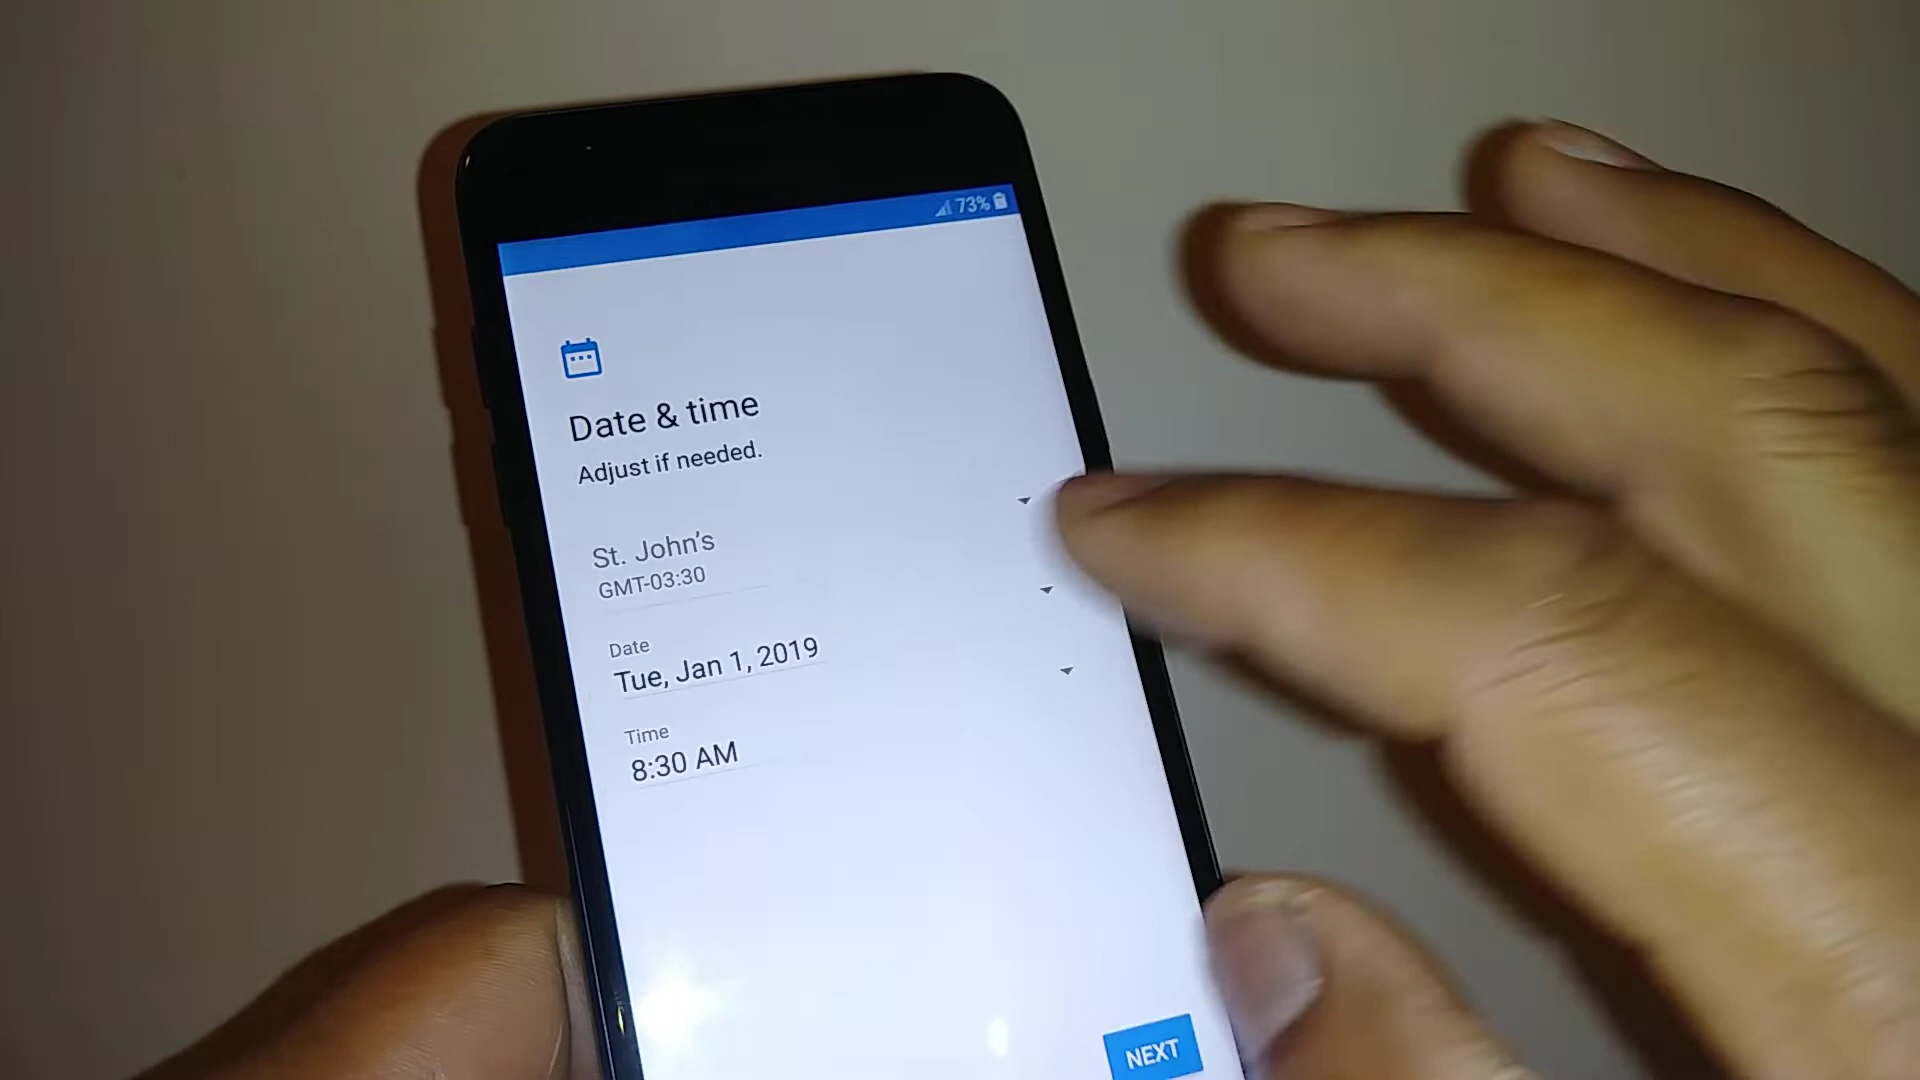 73%
Date & time
Adjust if needed.
St. John's
GMT-03:30
Date
Tue, Jan 1, 2019
Time
8:30 AM
NEXT